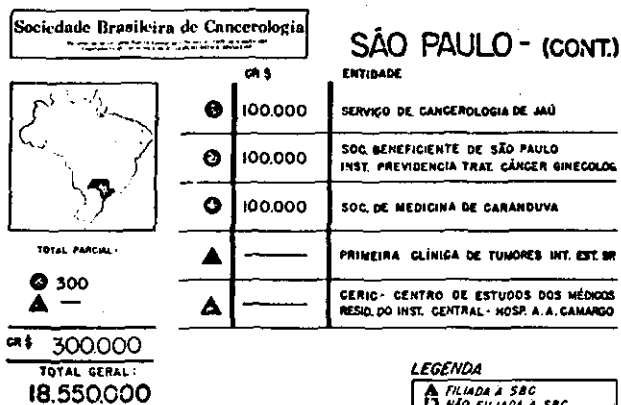 Sociedade Brasileira de Cancerologia
SÃO PAULO - (CONT.)
CR $ ENTIDADE
100.000 SERVIÇO DE CANCEROLOGIA DE JAÚ
100.000 SOC. BENEFICIENTE DE SÃO PAULO
INST. PREVIDENCIA TRAT. CÂNCER GINECOLOG.
100.000 SOC. DE MEDICINA DE CARANDUVA
PRIMEIRA CLÍNICA DE TUMORES INT. EST. SP
CERIC - CENTRO DE ESTUDOS DOS MÉDICOS
RESID. DO INST. CENTRAL - HOSP. A.A. CAMARGO
TOTAL PARCIAL:
300
—
CR $ 300.000
TOTAL GERAL:
18.550.000
LEGENDA
FILIADA À SBC
NÃO FILIADA A SBC